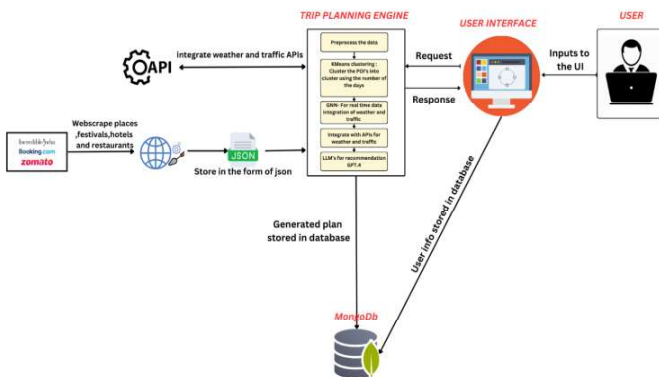 TRIP PLANNING ENGINE
USER INTERFACE
USER
Preprocess the data
KMeans clustering :
Cluster the POI's into
cluster using the number of
the days
GNN- For real time data
integration of weather and
traffic
Integrate with APIs for
weather and traffic
LLM's for recommendation
GPT.4
API
integrate weather and traffic APIs
Request
Response
Inputs to
the UI
Incredible India
Booking.com
zomato
Webscrape places
,festivals,hotels
and restaurants
JSON
Store in the form of json
Generated plan
stored in database
User info stored in database
MongoDb